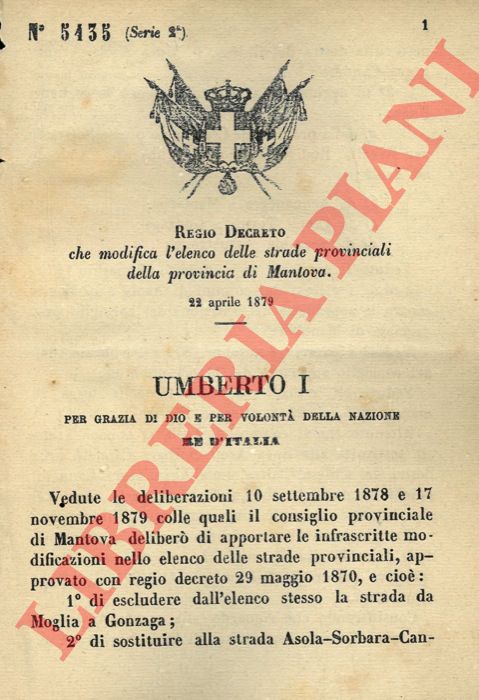 N° 5435 (Serie 2ª)
1
REGIO DECRETO
che modifica l'elenco delle strade provinciali
della provincia di Mantova.
22 aprile 1879
UMBERTO I
PER GRAZIA DI DIO E PER VOLONTÀ DELLA NAZIONE
RE D'ITALIA
Vedute le deliberazioni 10 settembre 1878 e 17
novembre 1879 colle quali il consiglio provinciale
di Mantova deliberò di apportare le infrascritte mo-
dificazioni nello elenco delle strade provinciali, ap-
provato con regio decreto 29 maggio 1870, e cioè:
1° di escludere dall'elenco stesso la strada da
Moglia a Gonzaga;
2° di sostituire alla strada Asola-Sorbara-Can-
LIBRERIA PIANI